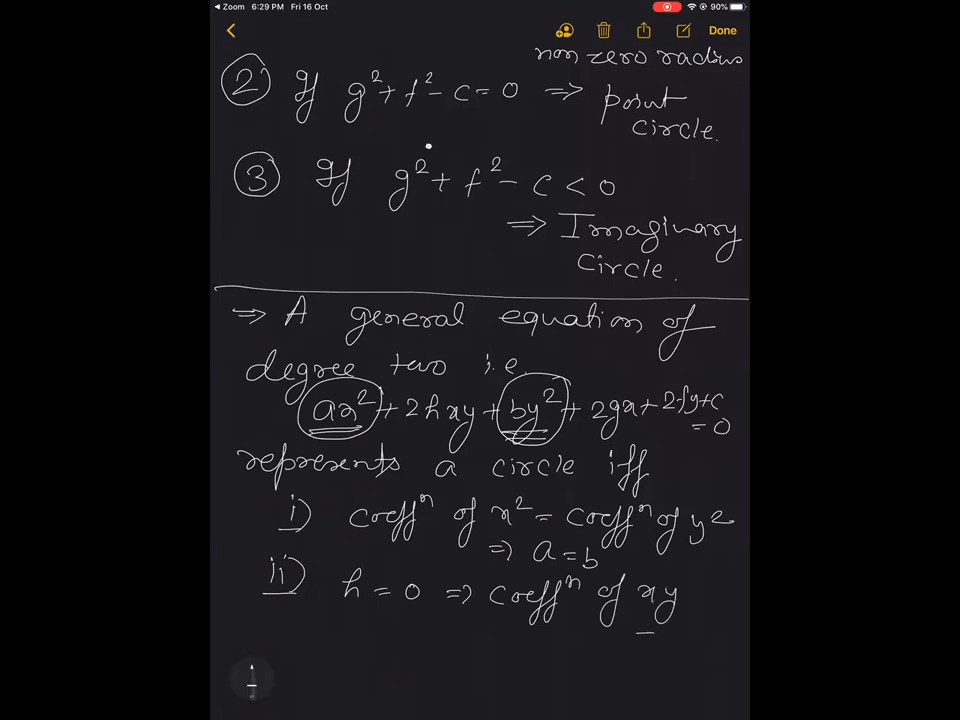 Zoom 6:29 PM Fri 16 Oct 90%
Done
non zero radius
2 If g²+ f²- c = 0 ⇒ point
circle.
3 If g²+ f²- c < 0
⇒ Imaginary
circle.
⇒ A general equation of
degree two i.e.
ax² + 2hxy + by² + 2gx + 2fy + c
= 0
represents a circle iff
i) coeffⁿ of x² = coeffⁿ of y²
⇒ a = b
ii) h = 0 ⇒ coeffⁿ of xy